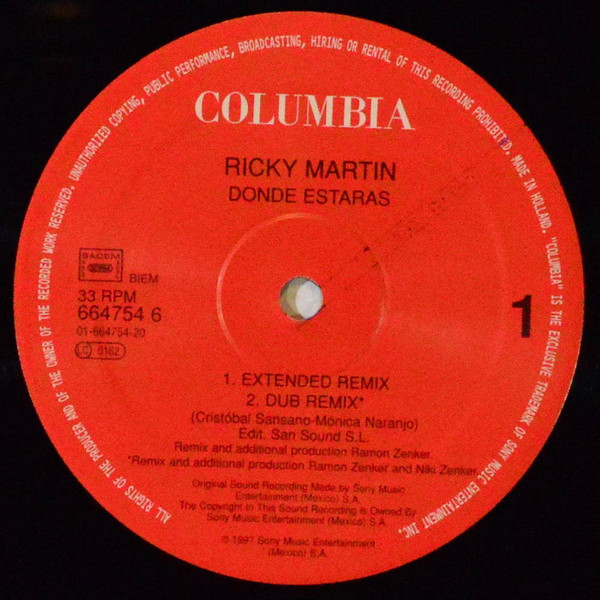 ALL RIGHTS OF THE PRODUCER AND OF THE OWNER OF THE RECORDED WORK RESERVED. UNAUTHORIIED COPYING, PUBLIC PERFORMANCE, BROADCASTING, HIRING OR RENTAL OF THIS RECORDING PROHIBITED. MADE IN HOLLAND. "COLUMBIA" IS THE EXCLUSIVE TRADEMARK OF SONY MUSIC ENTERTAINMENT INC.
COLUMBIA
RICKY MARTIN
DONDE ESTARAS
SACEM
BIEM
33 RPM
664754 6
01-664754-20
LC 0162
1
1. EXTENDED REMIX
2. DUB REMIX*
(Cristóbal Sansano-Mónica Naranjo)
Edit. San Sound S.L.
Remix and additional production Ramon Zenker.
*Remix and additional production Ramon Zenker and Niki Zenker.
Original Sound Recording Made by Sony Music
Entertainment (Mexico) S.A.
The Copyright In This Sound Recording is Owned By
Sony Music Entertainment (Mexico) S.A.
℗ 1997 Sony Music Entertainment
(Mexico) S.A.